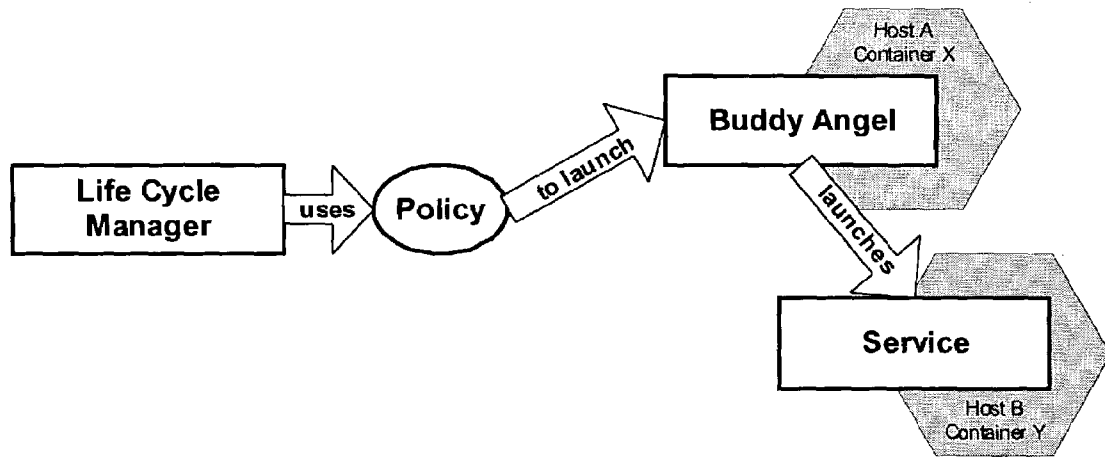 Host A
Container X
Buddy Angel
to launch
Life Cycle
Manager
uses
Policy
launches
Service
Host B
Container Y